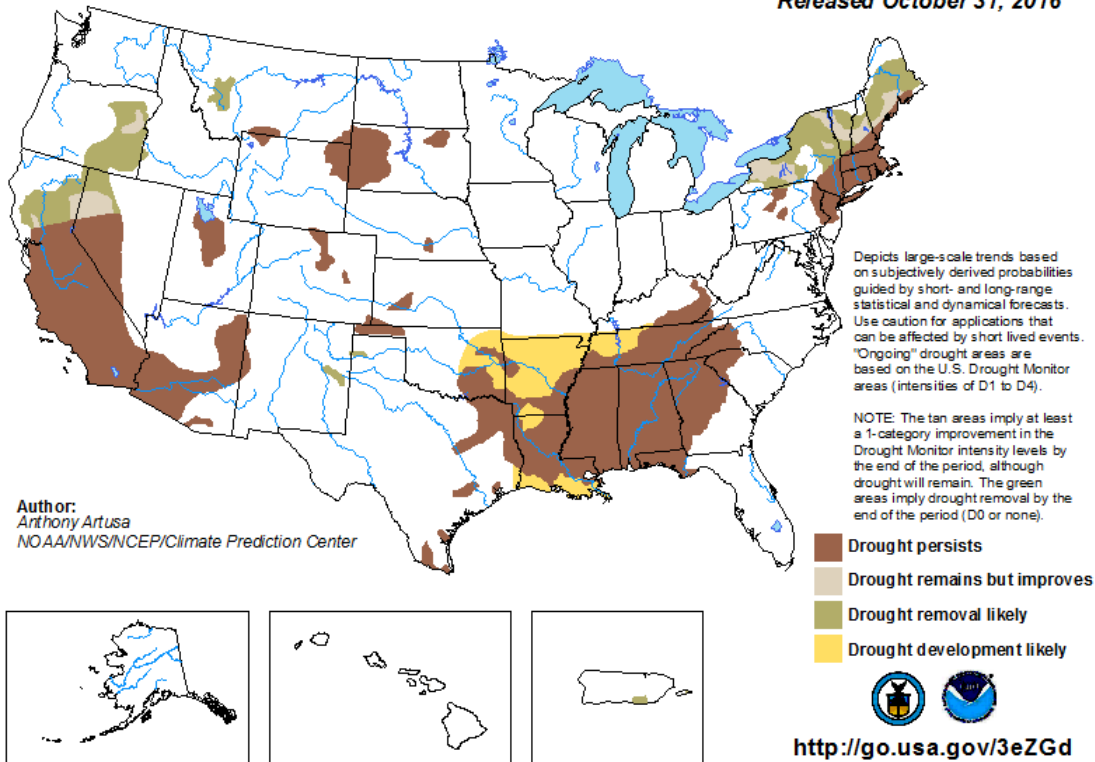 Released October 31, 2016
Depicts large-scale trends based
on subjectively derived probabilities
guided by short- and long-range
statistical and dynamical forecasts.
Use caution for applications that
can be affected by short lived events.
"Ongoing" drought areas are
based on the U.S. Drought Monitor
areas (intensities of D1 to D4).
NOTE: The tan areas imply at least
a 1-category improvement in the
Drought Monitor intensity levels by
the end of the period, although
drought will remain. The green
areas imply drought removal by the
end of the period (D0 or none).
Author:
Anthony Artusa
NOAA/NWS/NCEP/Climate Prediction Center
Drought persists
Drought remains but improves
Drought removal likely
Drought development likely
http://go.usa.gov/3eZGd